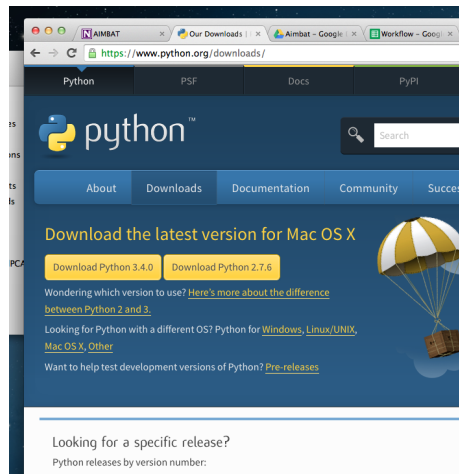 AIMBAT
Our Downloads |
Aimbat – Google
Workflow – Googl
https://www.python.org/downloads/
Python PSF Docs PyPI
python™
Search
About Downloads Documentation Community Succes
Download the latest version for Mac OS X
Download Python 3.4.0 Download Python 2.7.6
Wondering which version to use? Here's more about the difference
between Python 2 and 3.
Looking for Python with a different OS? Python for Windows, Linux/UNIX,
Mac OS X, Other
Want to help test development versions of Python? Pre-releases
Looking for a specific release?
Python releases by version number: